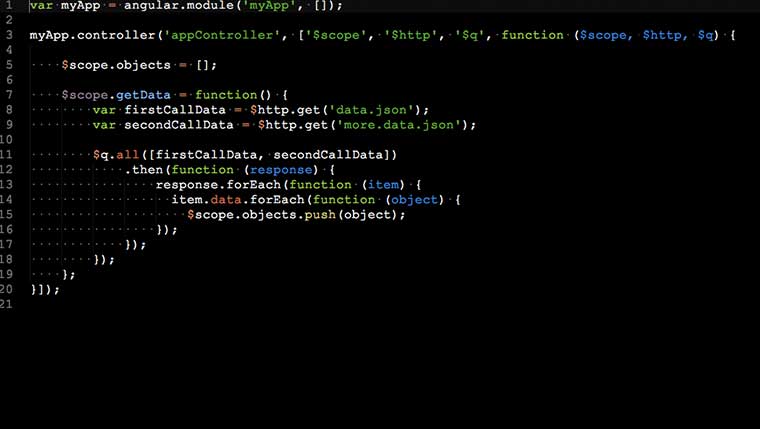 1 var myApp = angular.module('myApp', []);
2
3 myApp.controller('appController', ['$scope', '$http', '$q', function ($scope, $http, $q) {
4
5     $scope.objects = [];
6
7     $scope.getData = function() {
8         var firstCallData = $http.get('data.json');
9         var secondCallData = $http.get('more.data.json');
10
11         $q.all([firstCallData, secondCallData])
12             .then(function (response) {
13                 response.forEach(function (item) {
14                   item.data.forEach(function (object) {
15                     $scope.objects.push(object);
16                 });
17             });
18         });
19     };
20 }]);
21